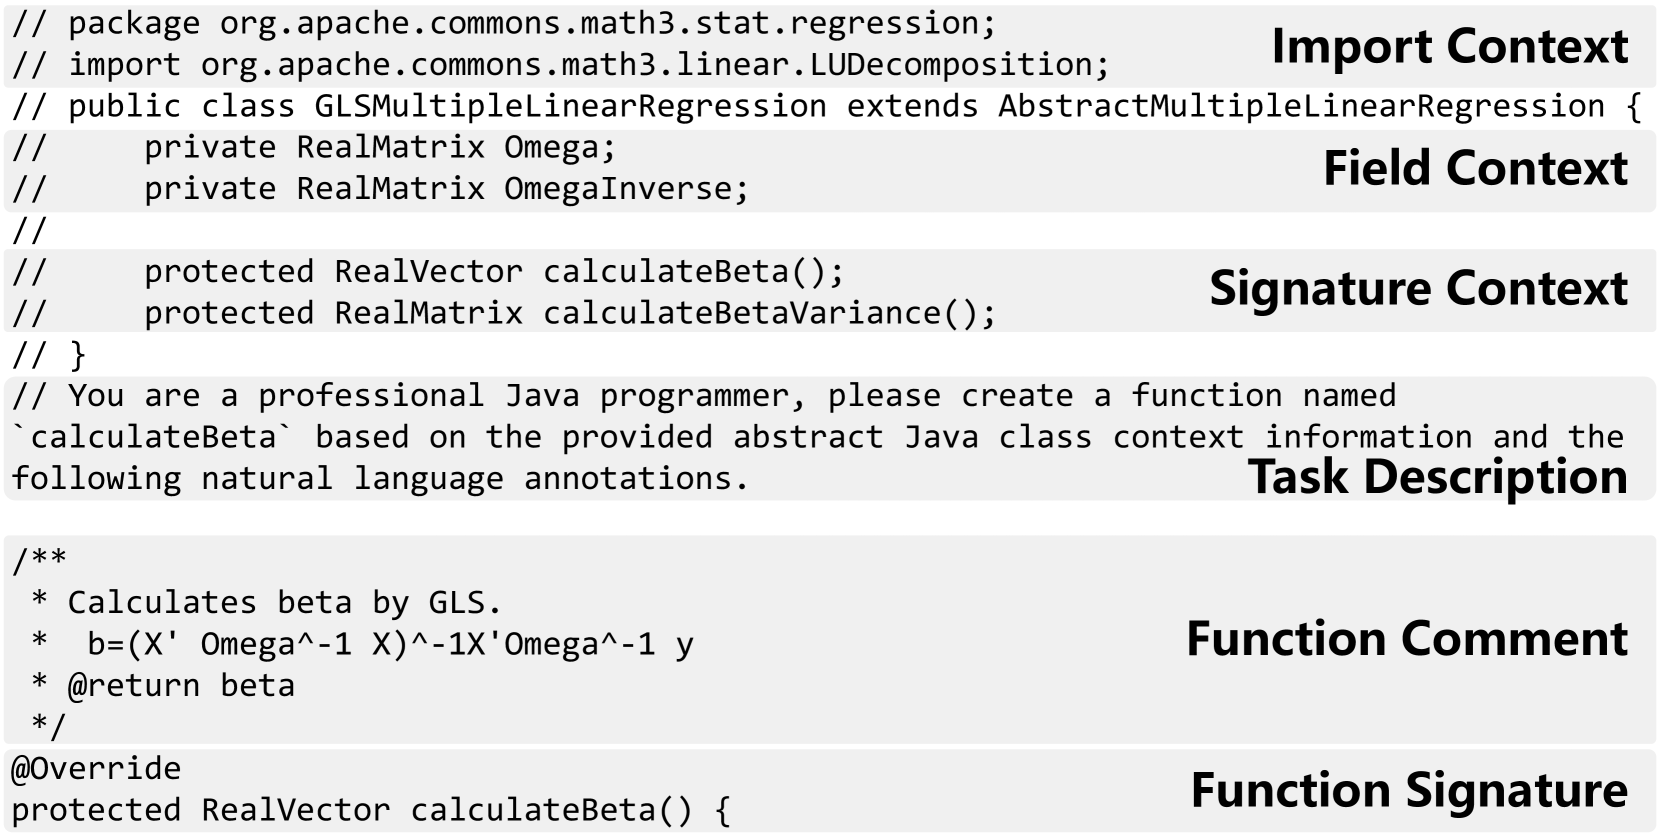 // package org.apache.commons.math3.stat.regression;
// import org.apache.commons.math3.linear.LUDecomposition;
Import Context
// public class GLSMultipleLinearRegression extends AbstractMultipleLinearRegression {
//     private RealMatrix Omega;
//     private RealMatrix OmegaInverse;
Field Context
//
//     protected RealVector calculateBeta();
//     protected RealMatrix calculateBetaVariance();
Signature Context
// }
// You are a professional Java programmer, please create a function named
`calculateBeta` based on the provided abstract Java class context information and the
following natural language annotations.
Task Description
/**
 * Calculates beta by GLS.
 *  b=(X' Omega^-1 X)^-1X'Omega^-1 y
 * @return beta
 */
Function Comment
@Override
protected RealVector calculateBeta() {
Function Signature